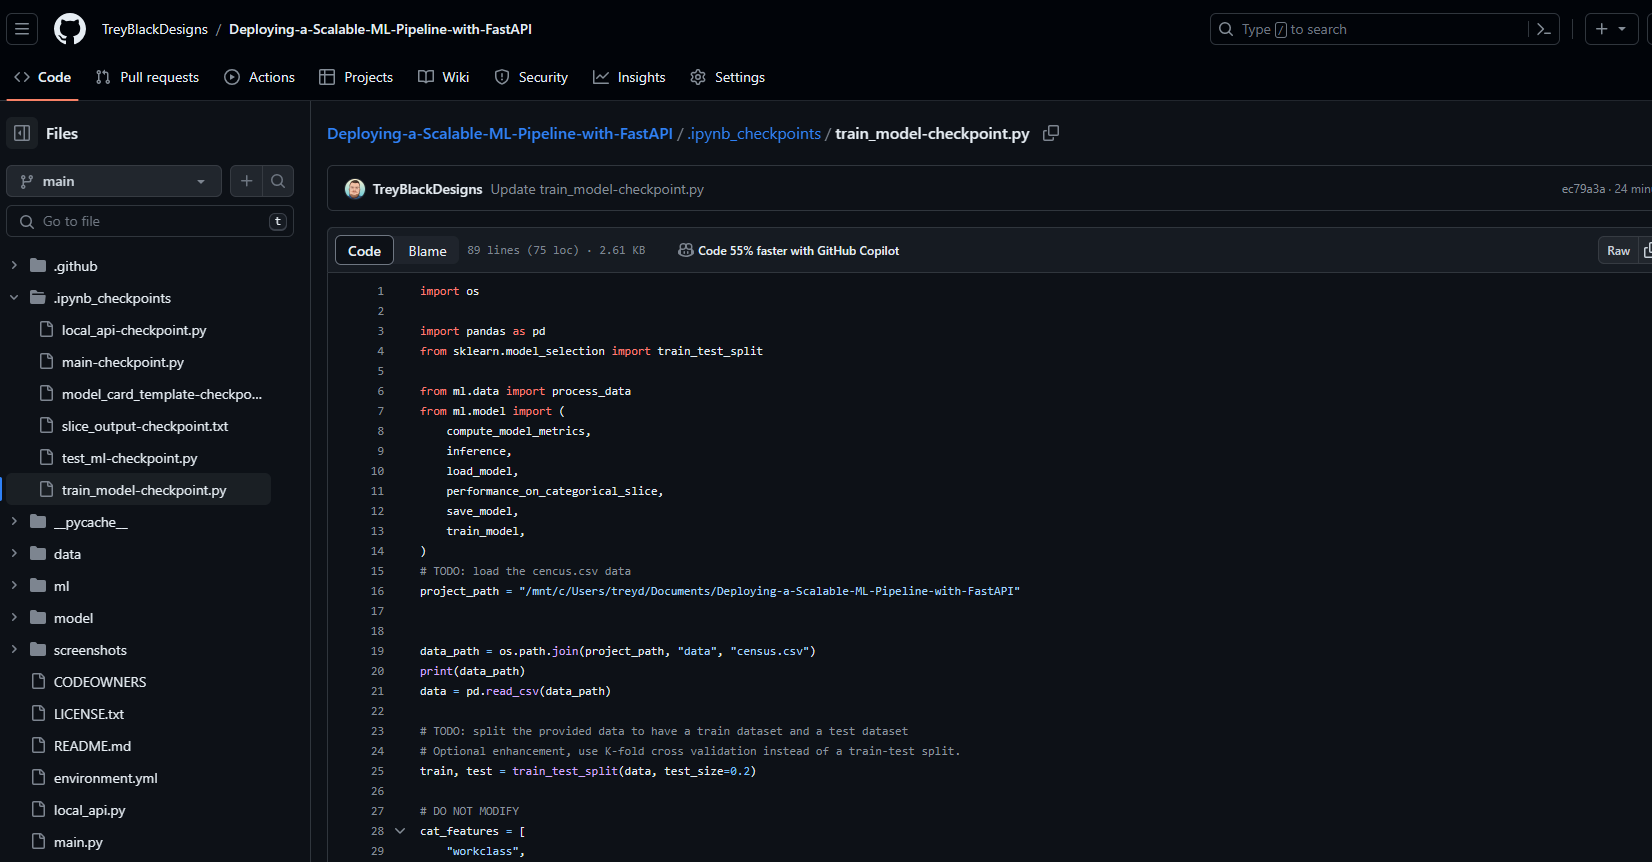 TreyBlackDesigns / Deploying-a-Scalable-ML-Pipeline-with-FastAPI
Type / to search
Code Pull requests Actions Projects Wiki Security Insights Settings
Files
main
Go to file t
.github
.ipynb_checkpoints
local_api-checkpoint.py
main-checkpoint.py
model_card_template-checkpo...
slice_output-checkpoint.txt
test_ml-checkpoint.py
train_model-checkpoint.py
__pycache__
data
ml
model
screenshots
CODEOWNERS
LICENSE.txt
README.md
environment.yml
local_api.py
main.py
Deploying-a-Scalable-ML-Pipeline-with-FastAPI / .ipynb_checkpoints / train_model-checkpoint.py
TreyBlackDesigns Update train_model-checkpoint.py ec79a3a · 24 min
Code Blame 89 lines (75 loc) · 2.61 KB Code 55% faster with GitHub Copilot Raw
1 import os
2
3 import pandas as pd
4 from sklearn.model_selection import train_test_split
5
6 from ml.data import process_data
7 from ml.model import (
8 compute_model_metrics,
9 inference,
10 load_model,
11 performance_on_categorical_slice,
12 save_model,
13 train_model,
14 )
15 # TODO: load the cencus.csv data
16 project_path = "/mnt/c/Users/treyd/Documents/Deploying-a-Scalable-ML-Pipeline-with-FastAPI"
17
18
19 data_path = os.path.join(project_path, "data", "census.csv")
20 print(data_path)
21 data = pd.read_csv(data_path)
22
23 # TODO: split the provided data to have a train dataset and a test dataset
24 # Optional enhancement, use K-fold cross validation instead of a train-test split.
25 train, test = train_test_split(data, test_size=0.2)
26
27 # DO NOT MODIFY
28 cat_features = [
29 "workclass",